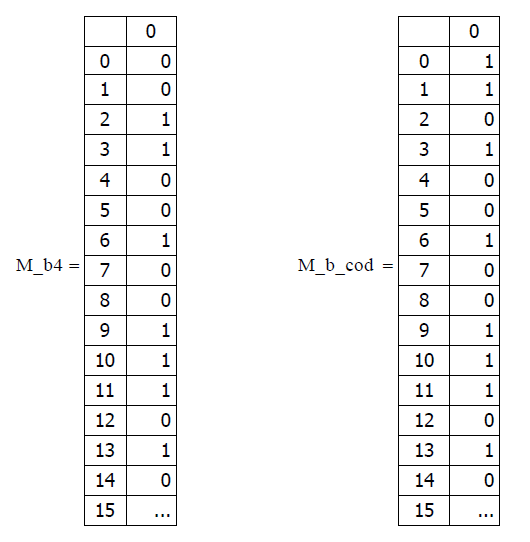 0 0
0 0 0 1
1 0 1 1
2 1 2 0
3 1 3 1
4 0 4 0
5 0 5 0
6 1 6 1
M_b4 = 7 0 M_b_cod = 7 0
8 0 8 0
9 1 9 1
10 1 10 1
11 1 11 1
12 0 12 0
13 1 13 1
14 0 14 0
15 ... 15 ...